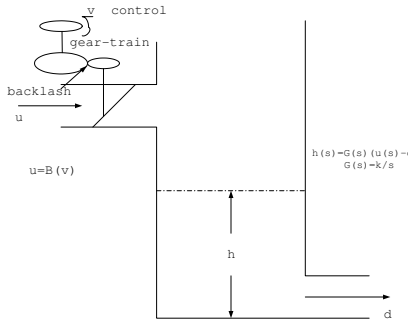 v control
gear-train
backlash
u
h(s)=G(s)(u(s)-
G(s)=k/s
u=B(v)
h
d